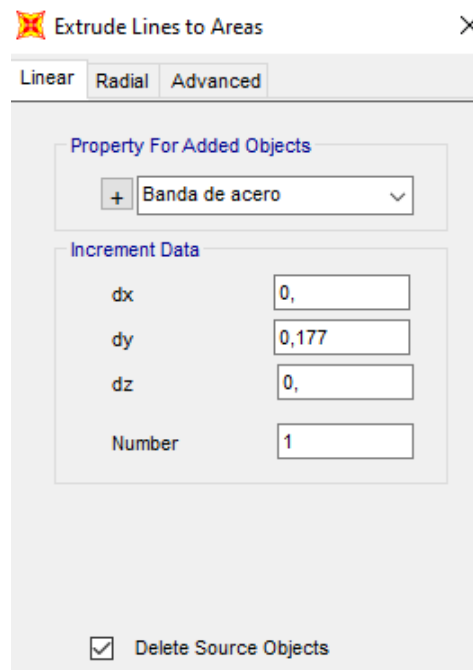 Extrude Lines to Areas
Linear Radial Advanced
Property For Added Objects
+ Banda de acero
Increment Data
dx 0,
dy 0,177
dz 0,
Number 1
Delete Source Objects